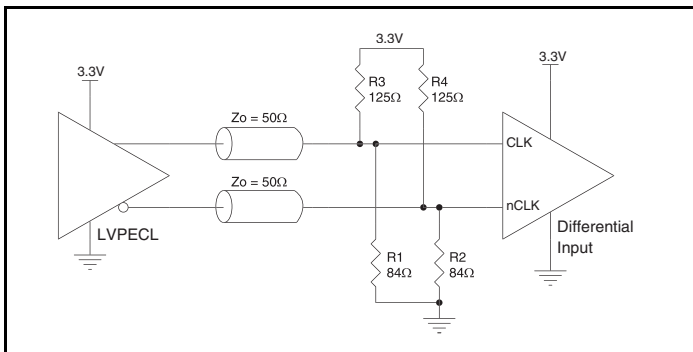 3.3V
3.3V
3.3V
R3
125Ω
R4
125Ω
Zo = 50Ω
CLK
Zo = 50Ω
nCLK
LVPECL
Differential
Input
R1
84Ω
R2
84Ω